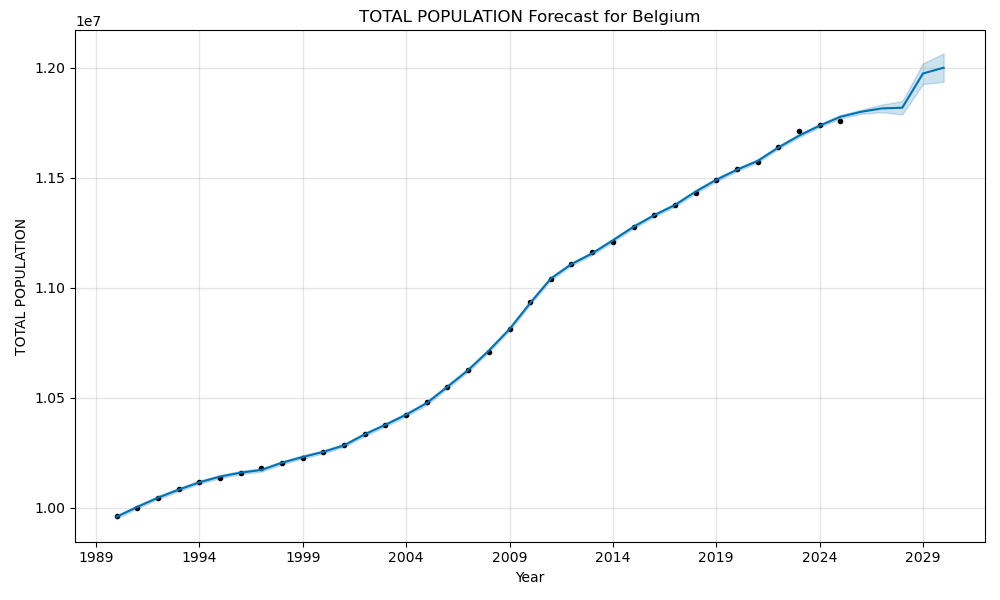 TOTAL POPULATION Forecast for Belgium
1e7
1.20
1.15
1.10
1.05
1.00
TOTAL POPULATION
1989 1994 1999 2004 2009 2014 2019 2024 2029
Year